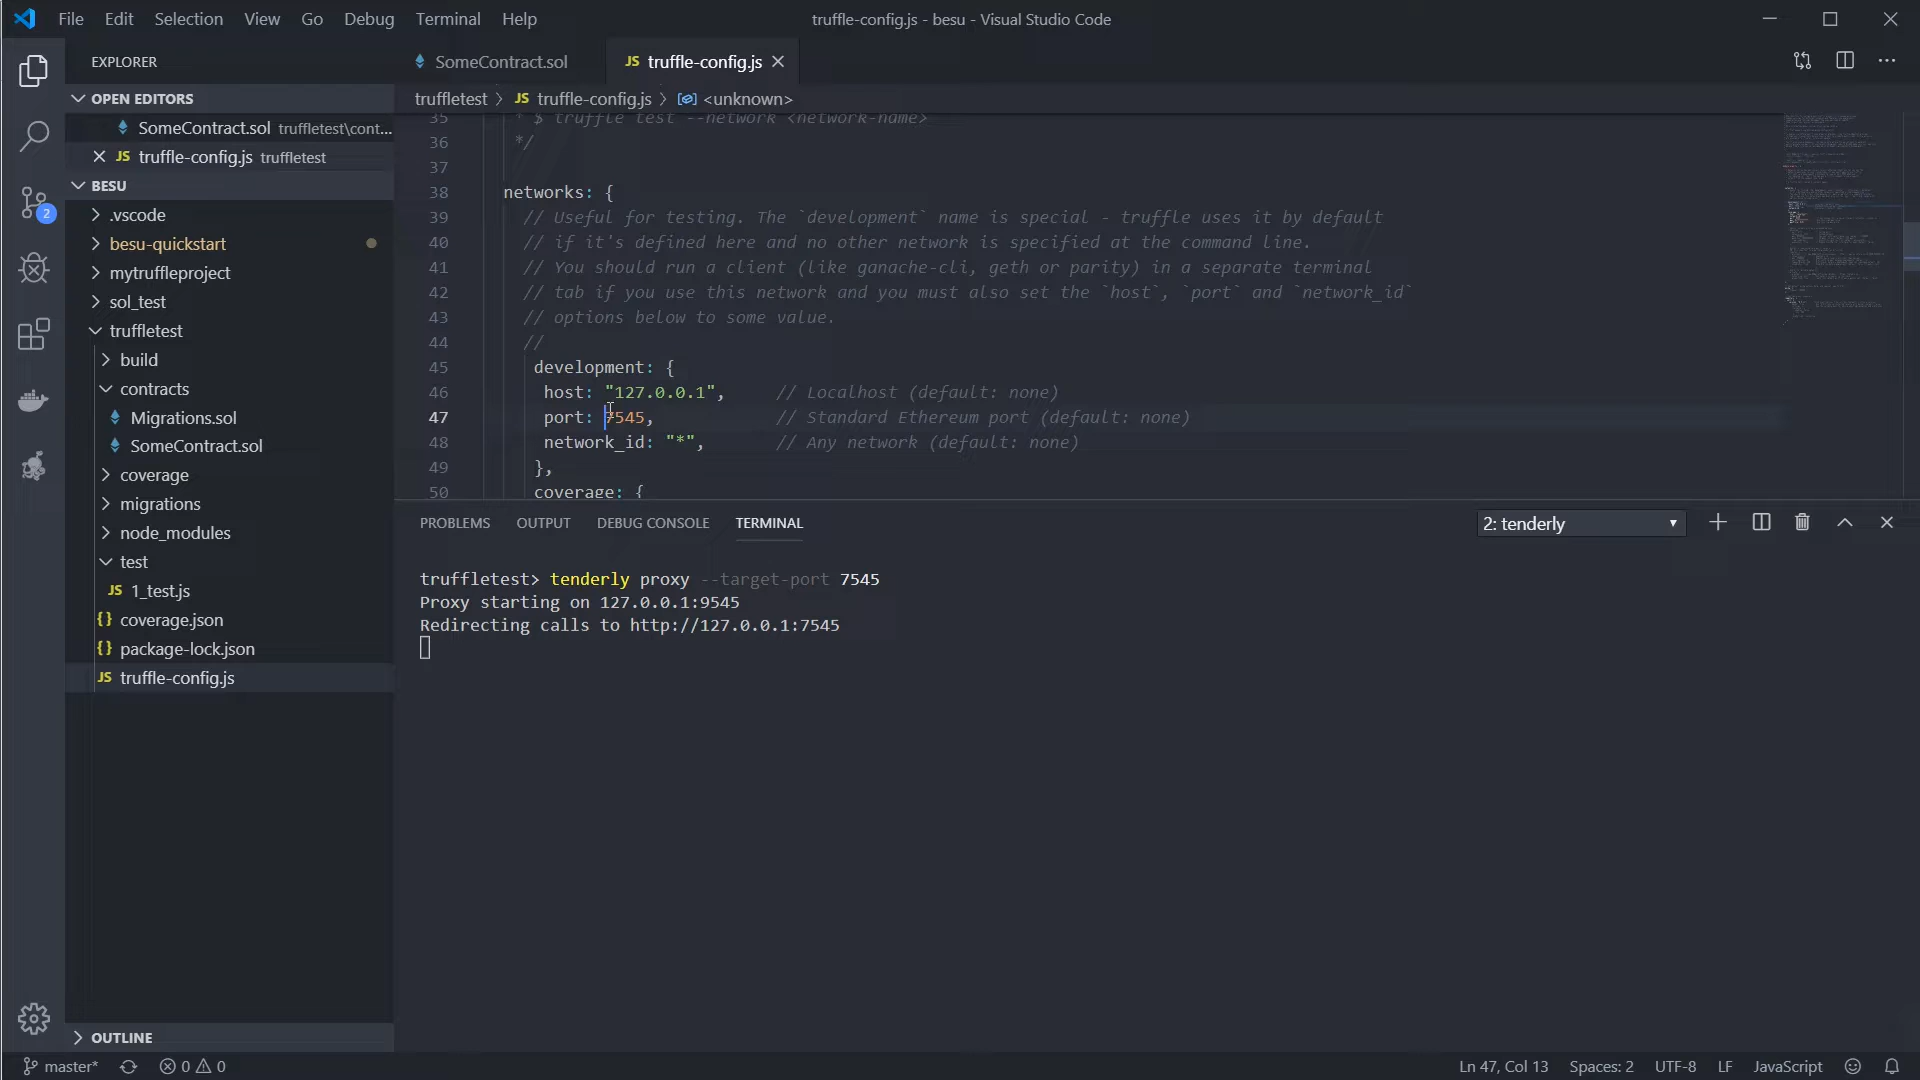 File Edit Selection View Go Debug Terminal Help
truffle-config.js - besu - Visual Studio Code
EXPLORER
OPEN EDITORS
SomeContract.sol truffletest\cont...
JS truffle-config.js truffletest
BESU
.vscode
besu-quickstart
mytruffleproject
sol_test
truffletest
build
contracts
Migrations.sol
SomeContract.sol
coverage
migrations
node_modules
test
JS 1_test.js
{} coverage.json
{} package-lock.json
JS truffle-config.js
OUTLINE
2
SomeContract.sol
JS truffle-config.js
truffletest > JS truffle-config.js > <unknown>
35 * $ truffle test --network <network-name>
36 */
37
38 networks: {
39 // Useful for testing. The `development` name is special - truffle uses it by default
40 // if it's defined here and no other network is specified at the command line.
41 // You should run a client (like ganache-cli, geth or parity) in a separate terminal
42 // tab if you use this network and you must also set the `host`, `port` and `network_id`
43 // options below to some value.
44 //
45 development: {
46 host: "127.0.0.1", // Localhost (default: none)
47 port: 7545, // Standard Ethereum port (default: none)
48 network_id: "*", // Any network (default: none)
49 },
50 coverage: {
PROBLEMS OUTPUT DEBUG CONSOLE TERMINAL
2: tenderly
truffletest> tenderly proxy --target-port 7545
Proxy starting on 127.0.0.1:9545
Redirecting calls to http://127.0.0.1:7545
master* 0 0
Ln 47, Col 13 Spaces: 2 UTF-8 LF JavaScript